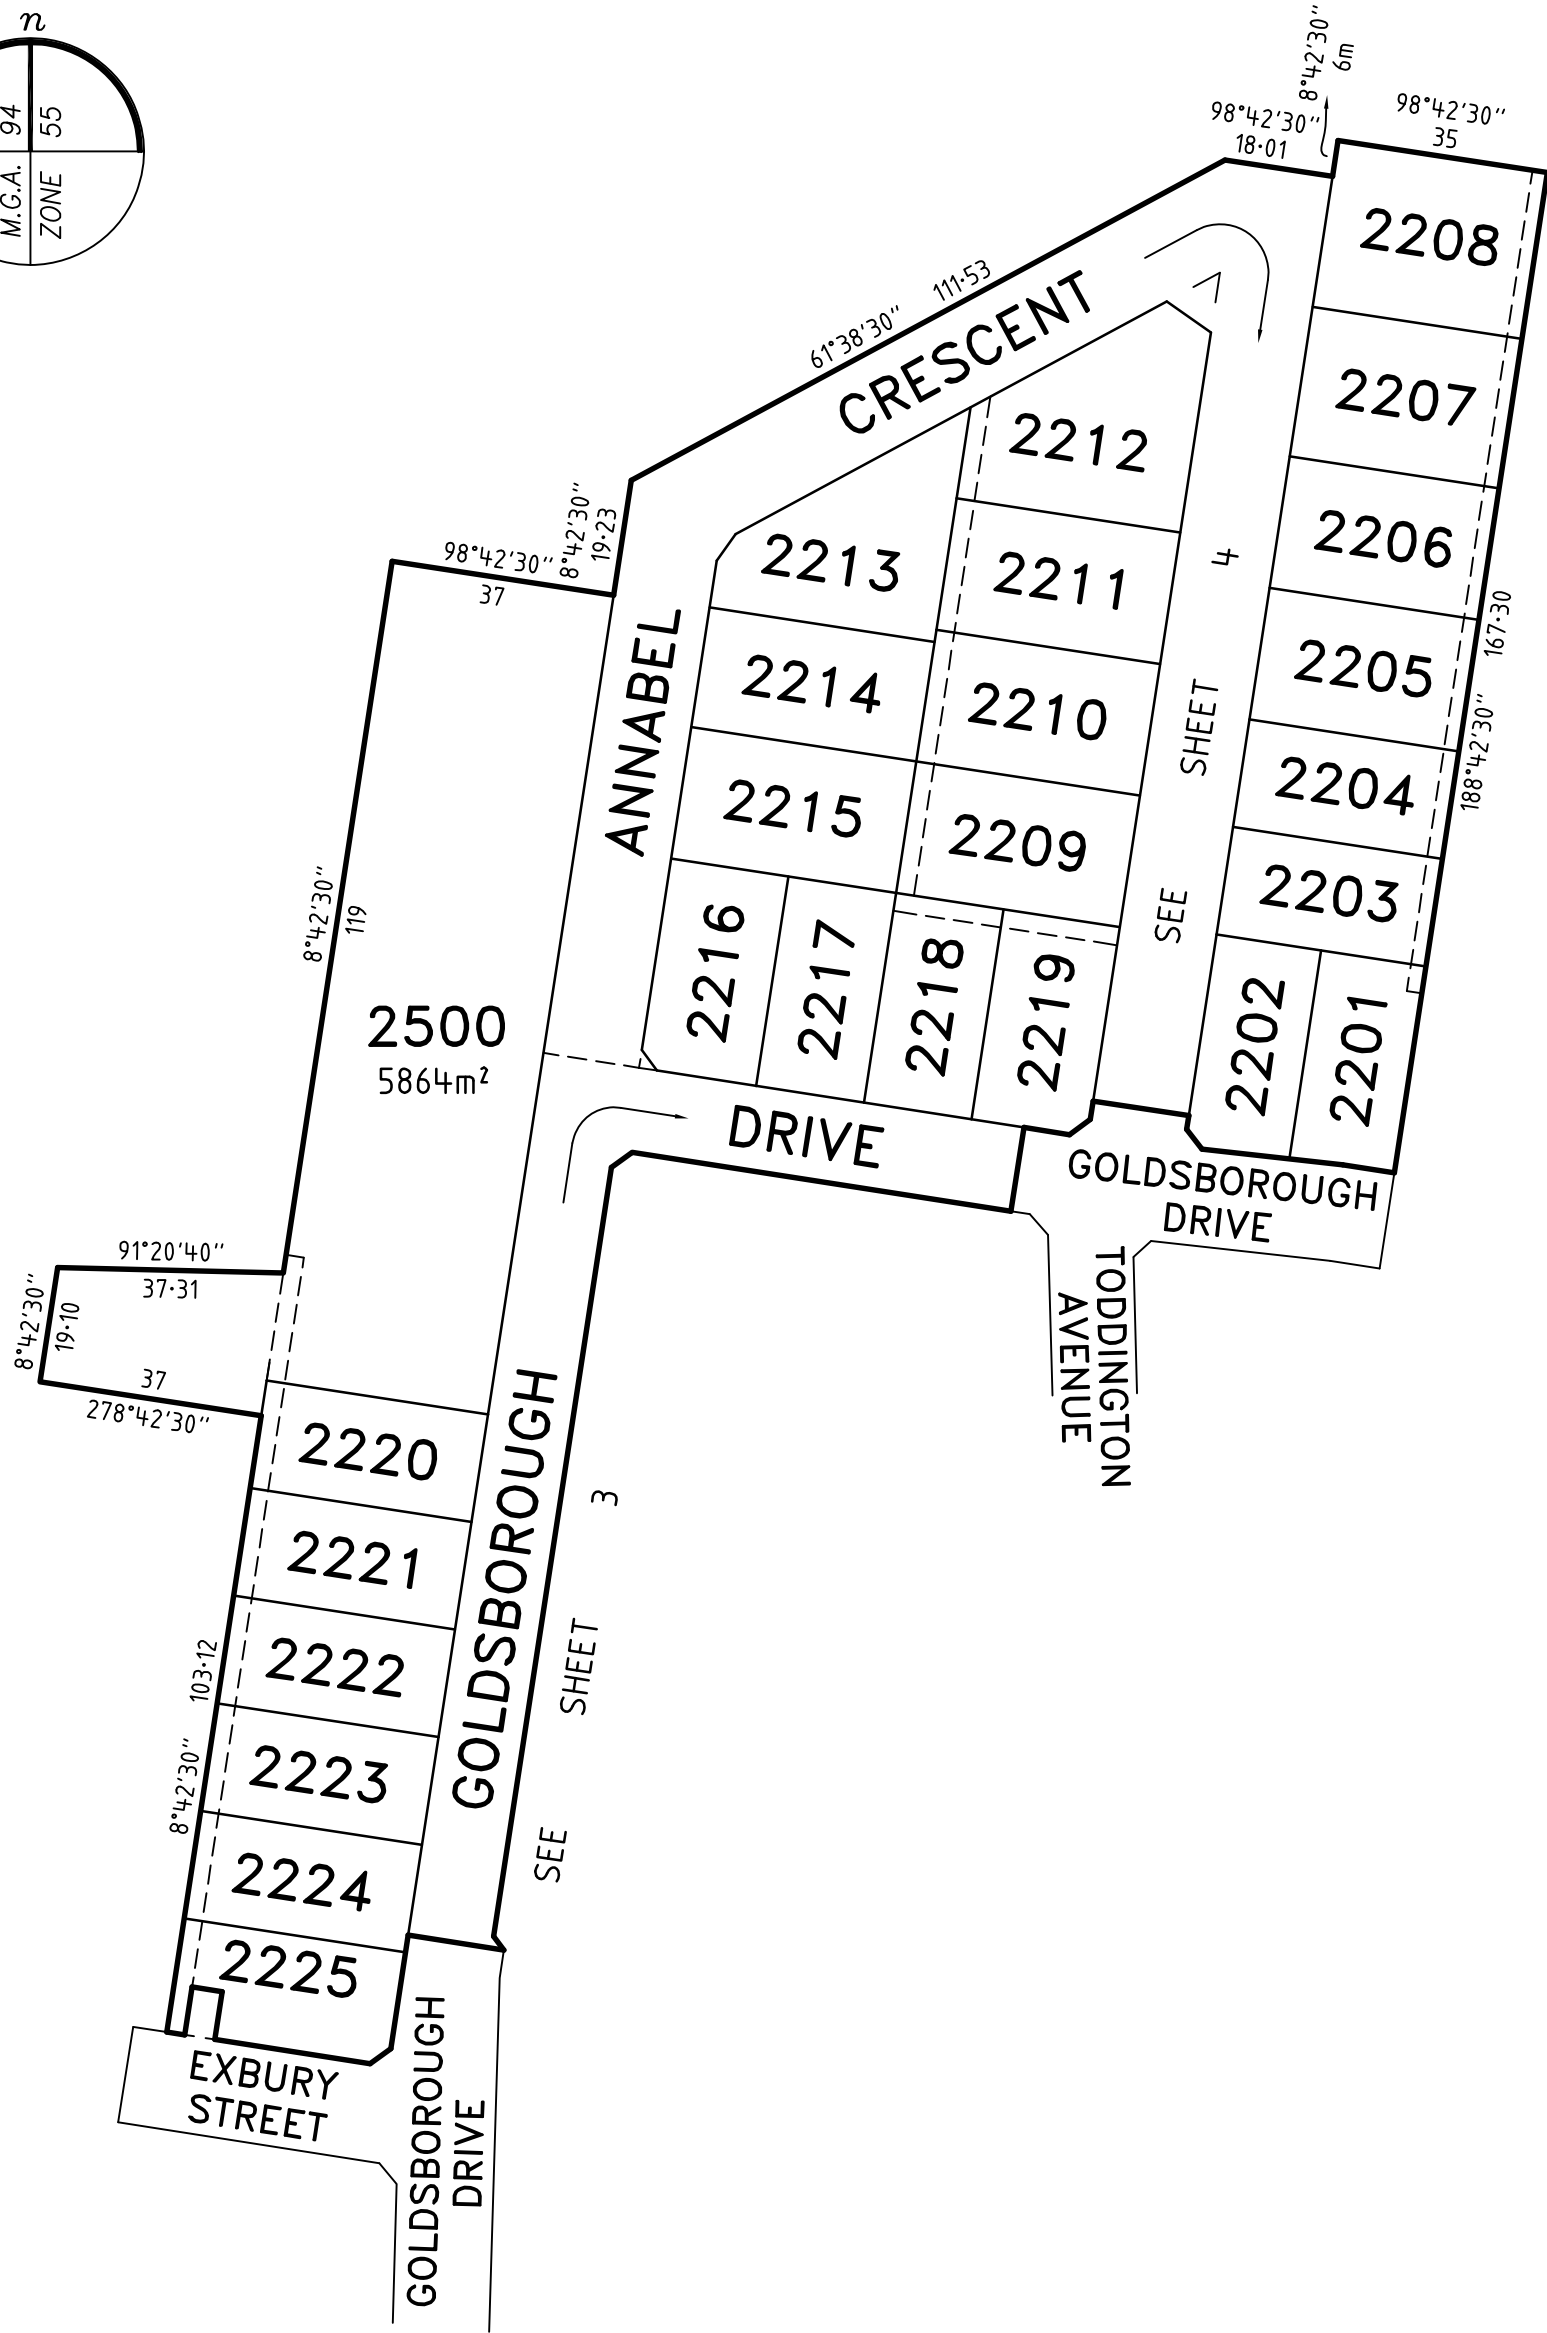 n
M.G.A. 94
ZONE 55
8°42'30"
6m
98°42'30"
18·01
98°42'30"
35
2208
61°38'30" 111·53
CRESCENT
2207
2212
2206
8°42'30"
19·23
98°42'30"
37
2213
2211
4
167·30
188°42'30"
2205
ANNABEL
2214
2210
SHEET
2204
2215
2209
2203
SEE
8°42'30"
119
2216
2217
2218
2219
2202
2201
2500
5864m²
DRIVE
GOLDSBOROUGH
DRIVE
TODDINGTON
AVENUE
91°20'40"
37·31
8°42'30"
19·10
37
278°42'30"
2220
GOLDSBOROUGH
3
2221
2222
SHEET
103·12
8°42'30"
2223
SEE
2224
2225
EXBURY
STREET
GOLDSBOROUGH
DRIVE